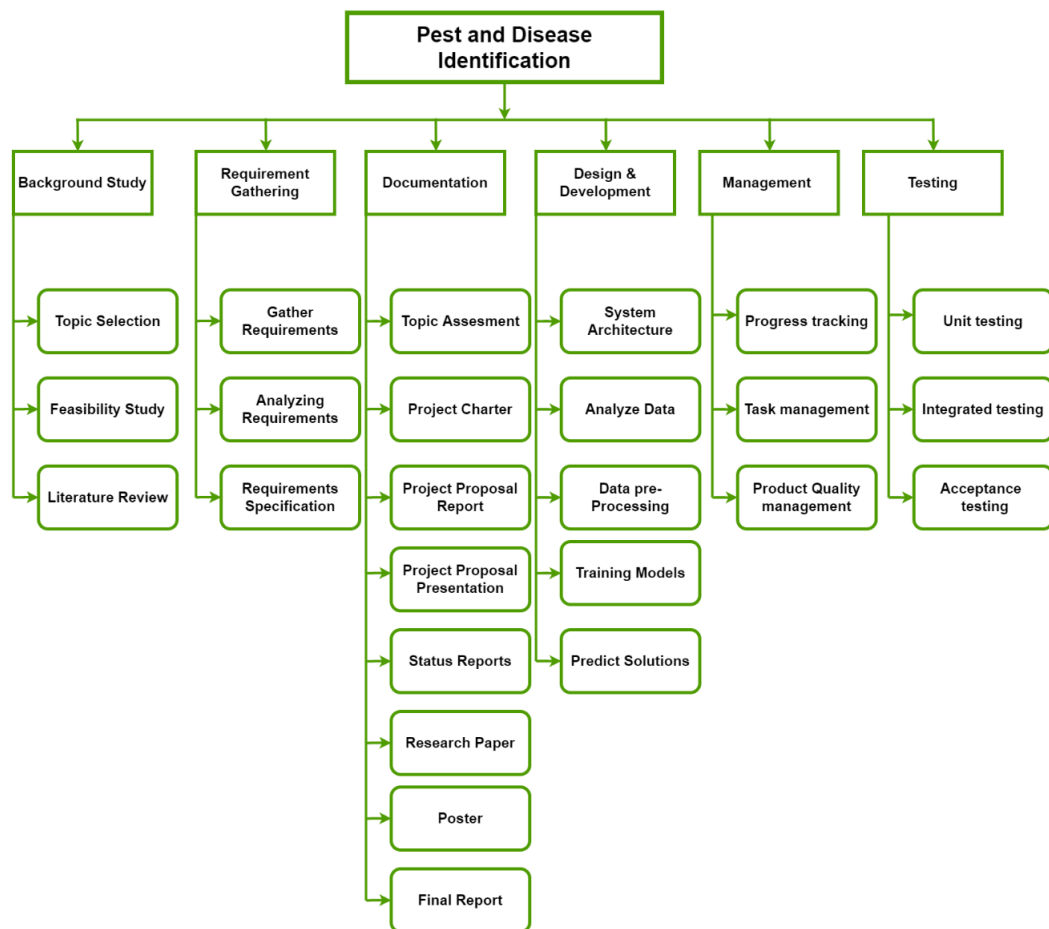 Pest and Disease
Identification
Background Study
Requirement
Gathering
Documentation
Design &
Development
Management
Testing
Topic Selection
Feasibility Study
Literature Review
Gather
Requirements
Analyzing
Requirements
Requirements
Specification
Topic Assesment
Project Charter
Project Proposal
Report
Project Proposal
Presentation
Status Reports
Research Paper
Poster
Final Report
System
Architecture
Analyze Data
Data pre-
Processing
Training Models
Predict Solutions
Progress tracking
Task management
Product Quality
management
Unit testing
Integrated testing
Acceptance
testing